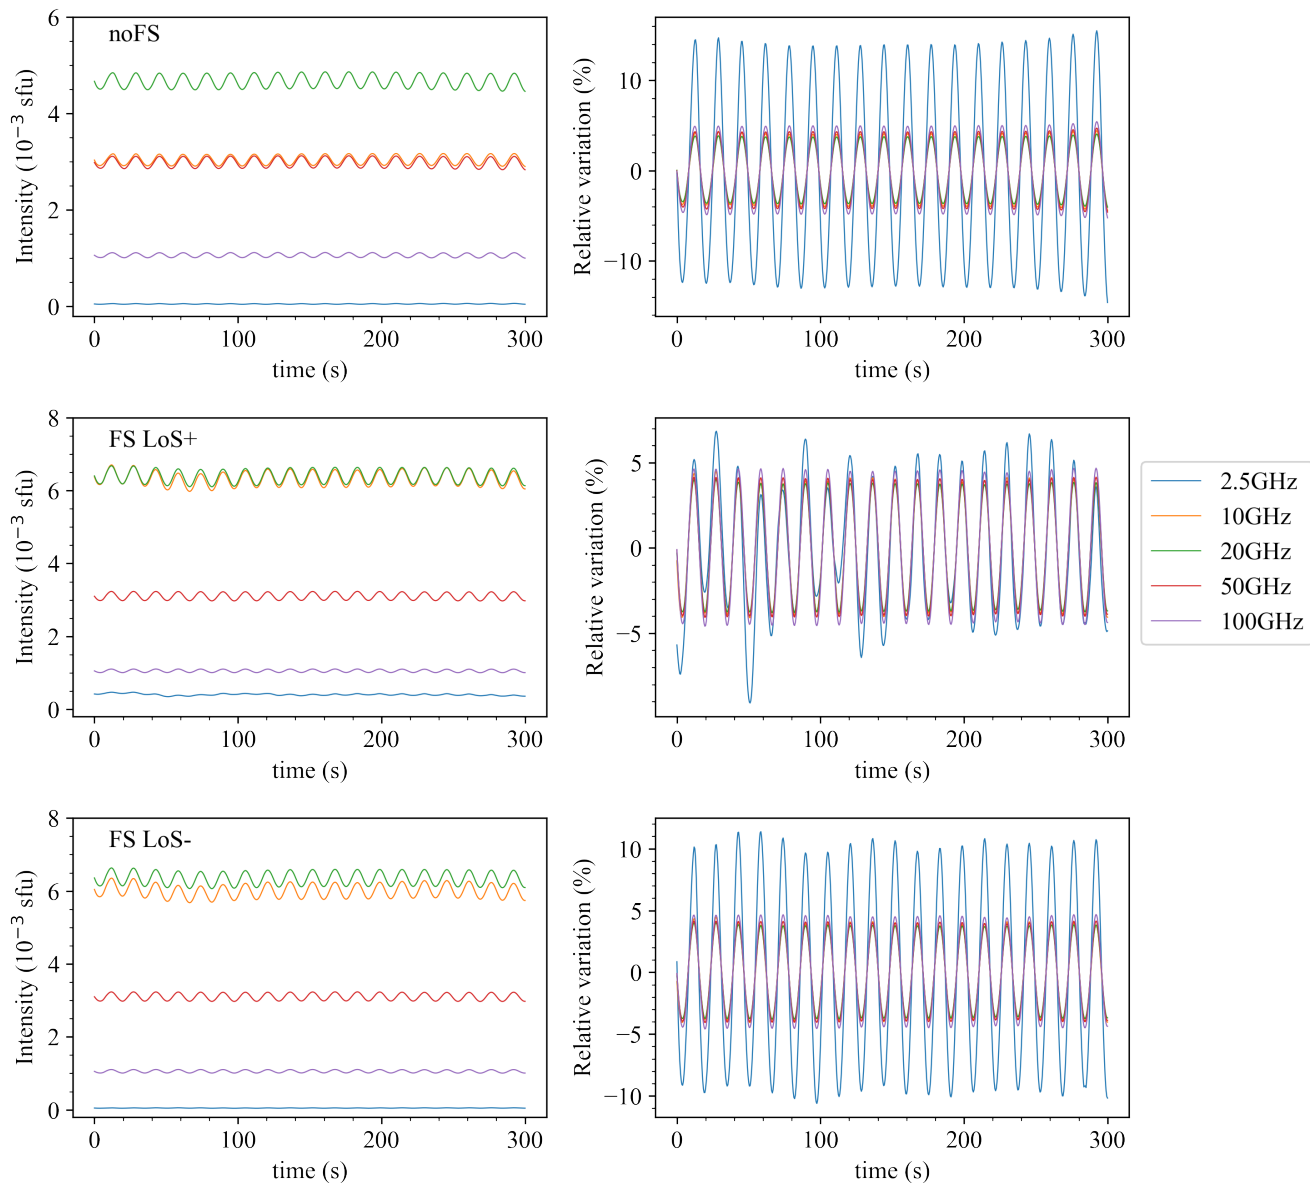 noFS
Intensity (10⁻³ sfu)
6
4
2
0
0 100 200 300
time (s)
Relative variation (%)
10
0
−10
0 100 200 300
time (s)
FS LoS+
Intensity (10⁻³ sfu)
8
6
4
2
0
0 100 200 300
time (s)
Relative variation (%)
5
0
−5
0 100 200 300
time (s)
2.5GHz
10GHz
20GHz
50GHz
100GHz
FS LoS-
Intensity (10⁻³ sfu)
8
6
4
2
0
0 100 200 300
time (s)
Relative variation (%)
10
5
0
−5
−10
0 100 200 300
time (s)